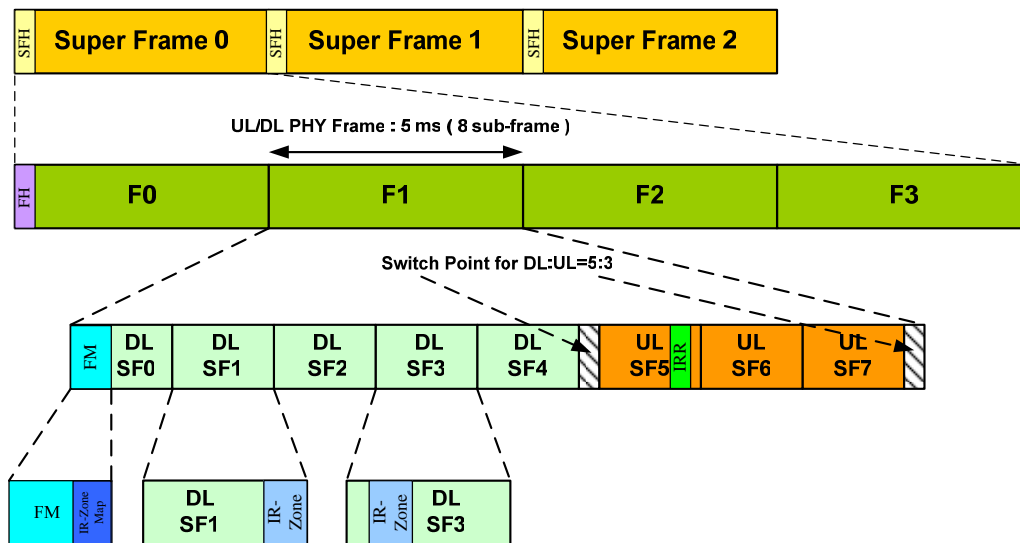 SFH
Super Frame 0
SFH
Super Frame 1
SFH
Super Frame 2
UL/DL PHY Frame : 5 ms ( 8 sub-frame )
FH
F0
F1
F2
F3
Switch Point for DL:UL=5:3
FM
DL
SF0
DL
SF1
DL
SF2
DL
SF3
DL
SF4
UL
SF5
IRR
UL
SF6
UL
SF7
FM
IR-Zone
Map
DL
SF1
IR-
Zone
IR-
Zone
DL
SF3